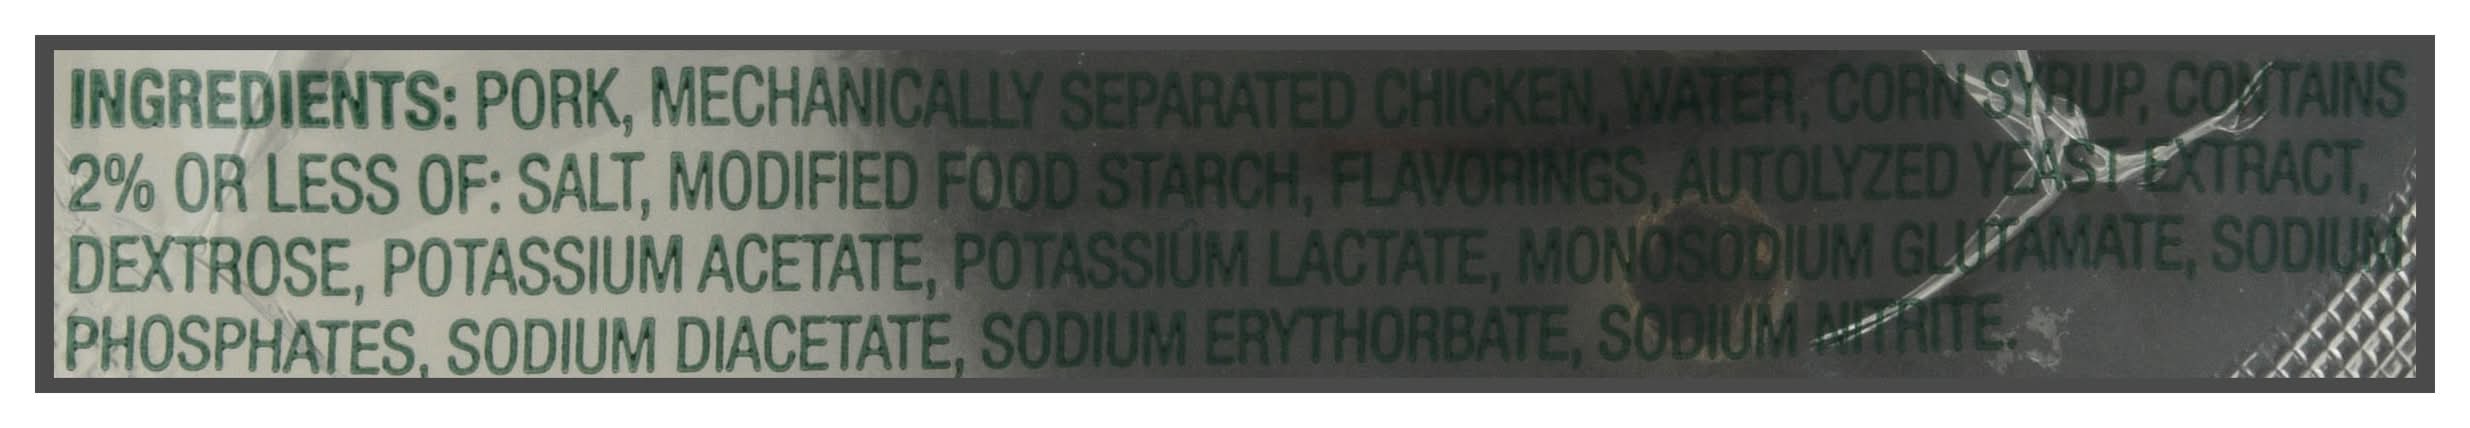 INGREDIENTS: PORK, MECHANICALLY SEPARATED CHICKEN, WATER, CORN SYRUP, CONTAINS
2% OR LESS OF: SALT, MODIFIED FOOD STARCH, FLAVORINGS, AUTOLYZED YEAST EXTRACT,
DEXTROSE, POTASSIUM ACETATE, POTASSIUM LACTATE, MONOSODIUM GLUTAMATE, SODIUM
PHOSPHATES, SODIUM DIACETATE, SODIUM ERYTHORBATE, SODIUM NITRITE.